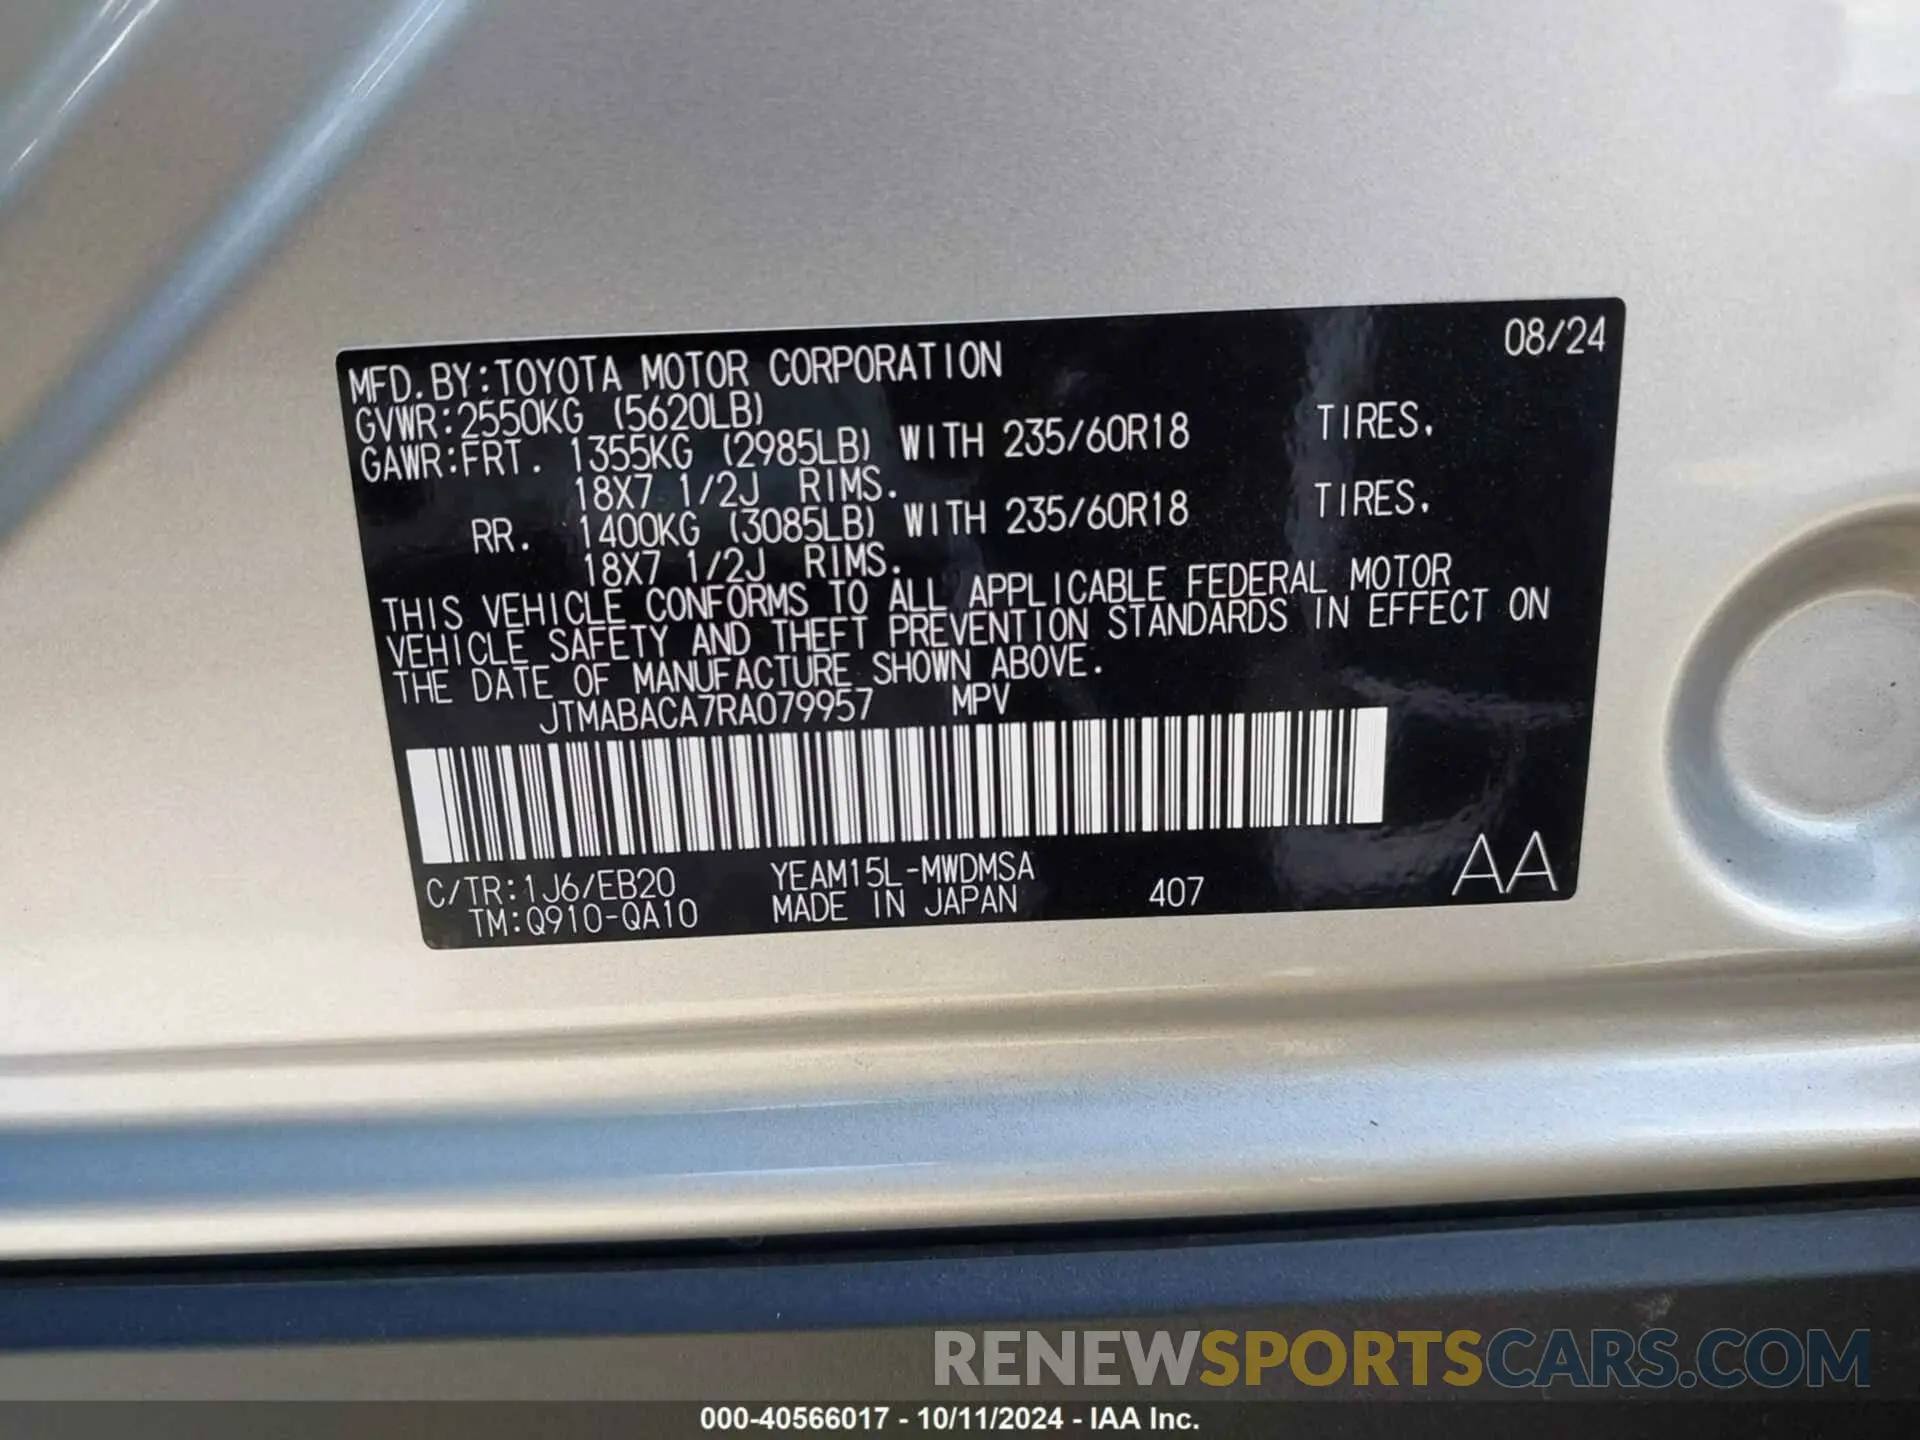 MFD.BY:TOYOTA MOTOR CORPORATION 08/24
GVWR:2550KG (5620LB)
GAWR:FRT. 1355KG (2985LB) WITH 235/60R18 TIRES,
18X7 1/2J RIMS.
RR. 1400KG (3085LB) WITH 235/60R18 TIRES,
18X7 1/2J RIMS.
THIS VEHICLE CONFORMS TO ALL APPLICABLE FEDERAL MOTOR
VEHICLE SAFETY AND THEFT PREVENTION STANDARDS IN EFFECT ON
THE DATE OF MANUFACTURE SHOWN ABOVE.
JTMABACA7RA079957 MPV
C/TR:1J6/EB20 YEAM15L-MWDMSA
TM:Q910-QA10 MADE IN JAPAN 407 AA
RENEWSPORTSCARS.COM
000-40566017 - 10/11/2024 - IAA Inc.